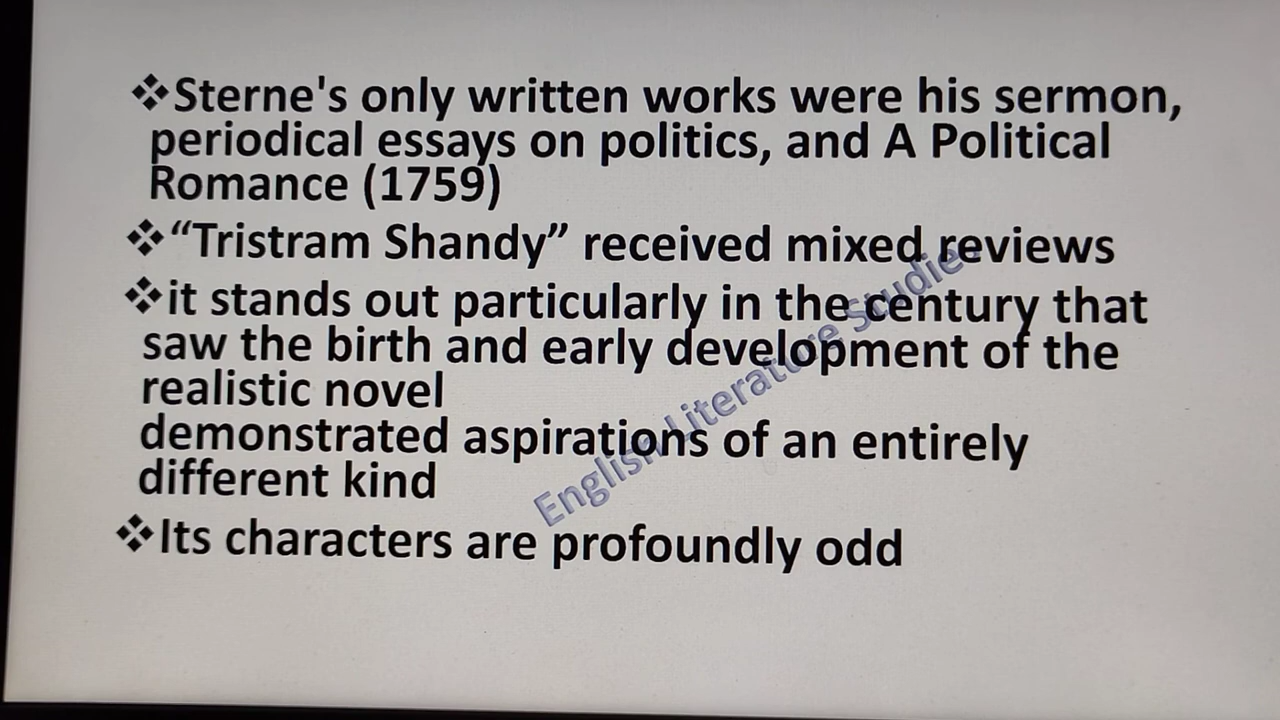 ❖Sterne's only written works were his sermon,
periodical essays on politics, and A Political
Romance (1759)
❖“Tristram Shandy” received mixed reviews
❖it stands out particularly in the century that
saw the birth and early development of the
realistic novel
demonstrated aspirations of an entirely
different kind
❖Its characters are profoundly odd
English Literature Studies